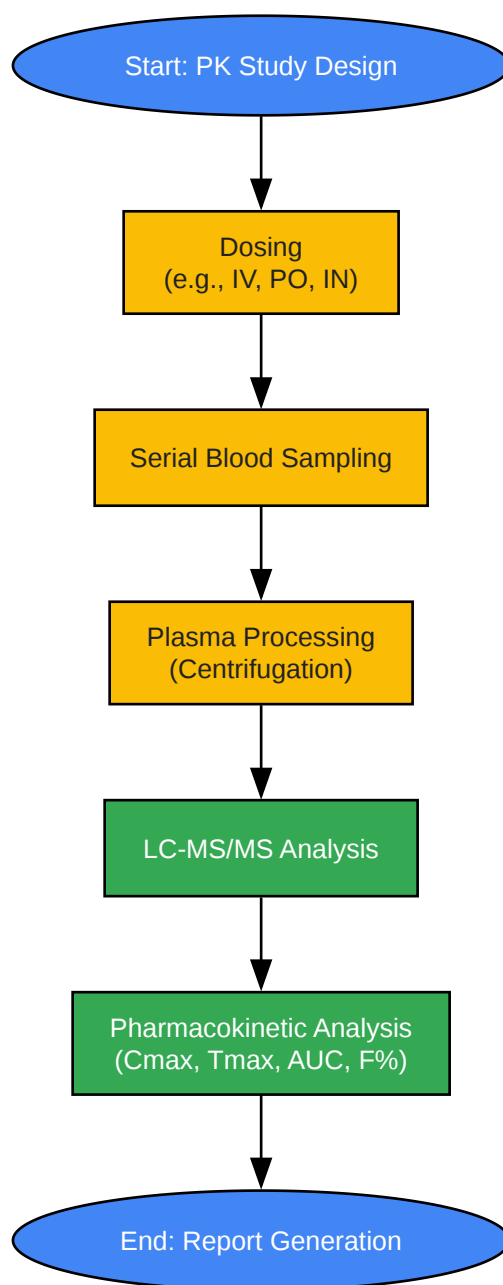 Start: PK Study Design
Dosing
(e.g., IV, PO, IN)
Serial Blood Sampling
Plasma Processing
(Centrifugation)
LC-MS/MS Analysis
Pharmacokinetic Analysis
(Cmax, Tmax, AUC, F%)
End: Report Generation